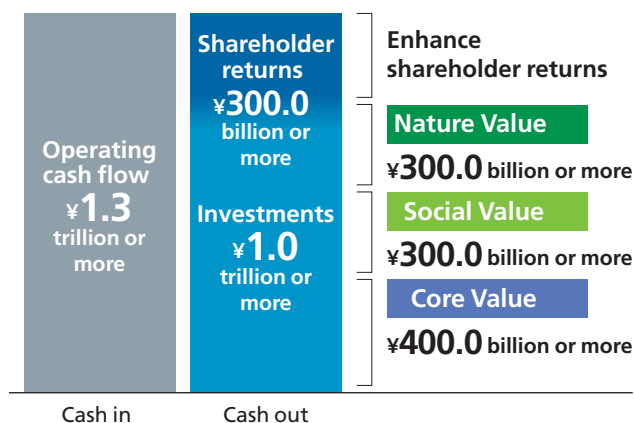 Operating
cash flow
¥1.3
trillion or
more
Shareholder
returns
¥300.0
billion or
more
Investments
¥1.0
trillion or
more
Enhance
shareholder returns
Nature Value
¥300.0 billion or more
Social Value
¥300.0 billion or more
Core Value
¥400.0 billion or more
Cash in
Cash out